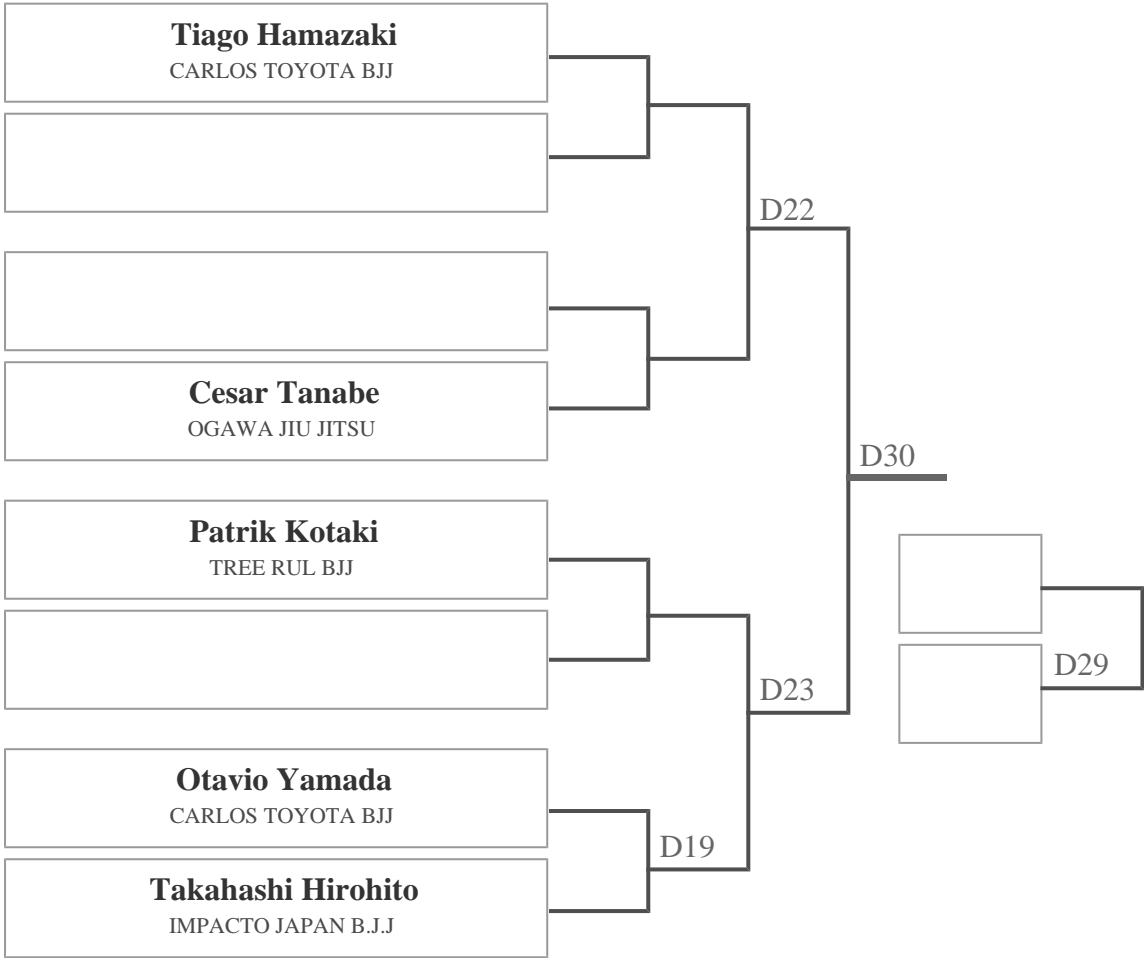 Tiago Hamazaki
CARLOS TOYOTA BJJ
D22
Cesar Tanabe
OGAWA JIU JITSU
D30
Patrik Kotaki
TREE RUL BJJ
D29
D23
Otavio Yamada
CARLOS TOYOTA BJJ
D19
Takahashi Hirohito
IMPACTO JAPAN B.J.J